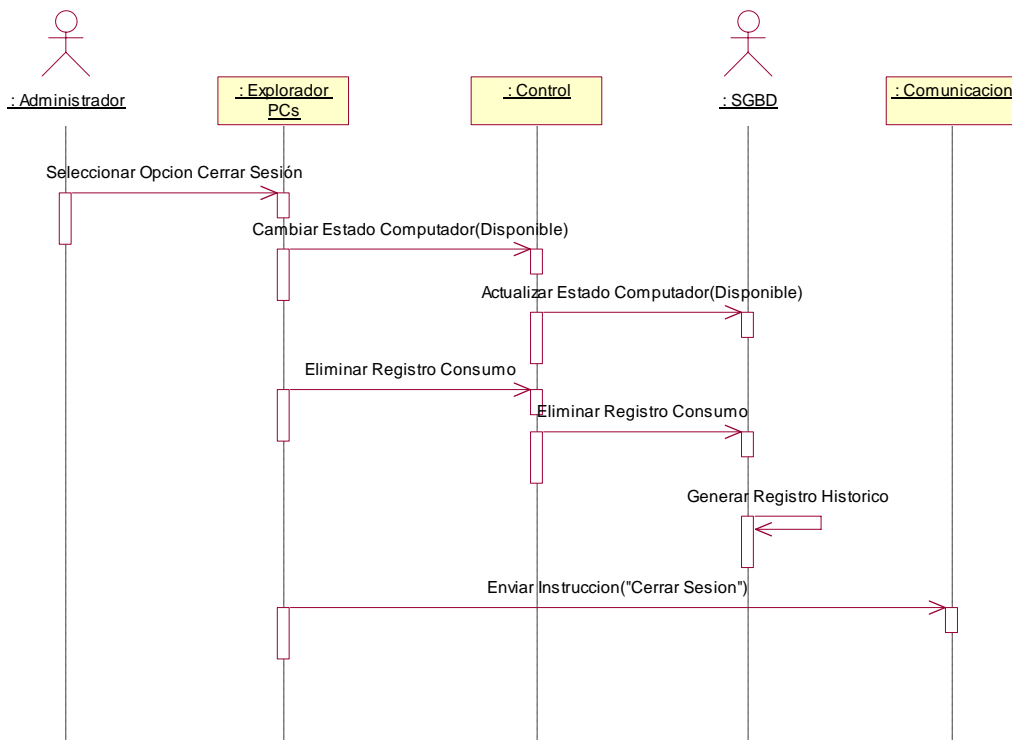 : Administrador
: Explorador
PCs
: Control
: SGBD
: Comunicacion
Seleccionar Opcion Cerrar Sesión
Cambiar Estado Computador(Disponible)
Actualizar Estado Computador(Disponible)
Eliminar Registro Consumo
Eliminar Registro Consumo
Generar Registro Historico
Enviar Instruccion("Cerrar Sesion")